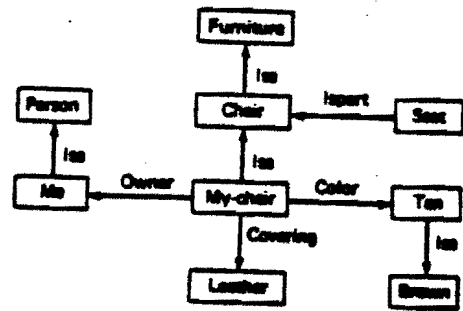 Furniture
Isa
Person
Chair
Ispart
Seat
Isa
Isa
Me
Owner
My-chair
Color
Tan
Covering
Isa
Leather
Brown